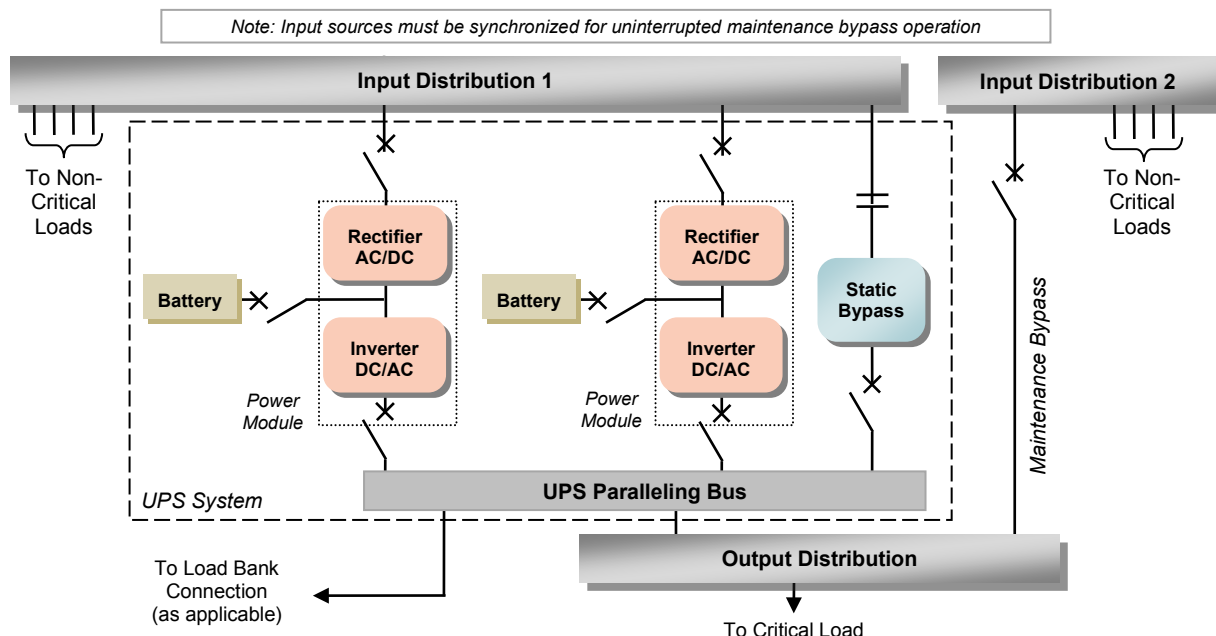 Note: Input sources must be synchronized for uninterrupted maintenance bypass operation
Input Distribution 1
Input Distribution 2
To Non-
Critical
Loads
To Non-
Critical
Loads
Rectifier
AC/DC
Rectifier
AC/DC
Battery
Battery
Static
Bypass
Inverter
DC/AC
Inverter
DC/AC
Power
Module
Power
Module
Maintenance Bypass
UPS Paralleling Bus
UPS System
Output Distribution
To Load Bank
Connection
(as applicable)
To Critical Load